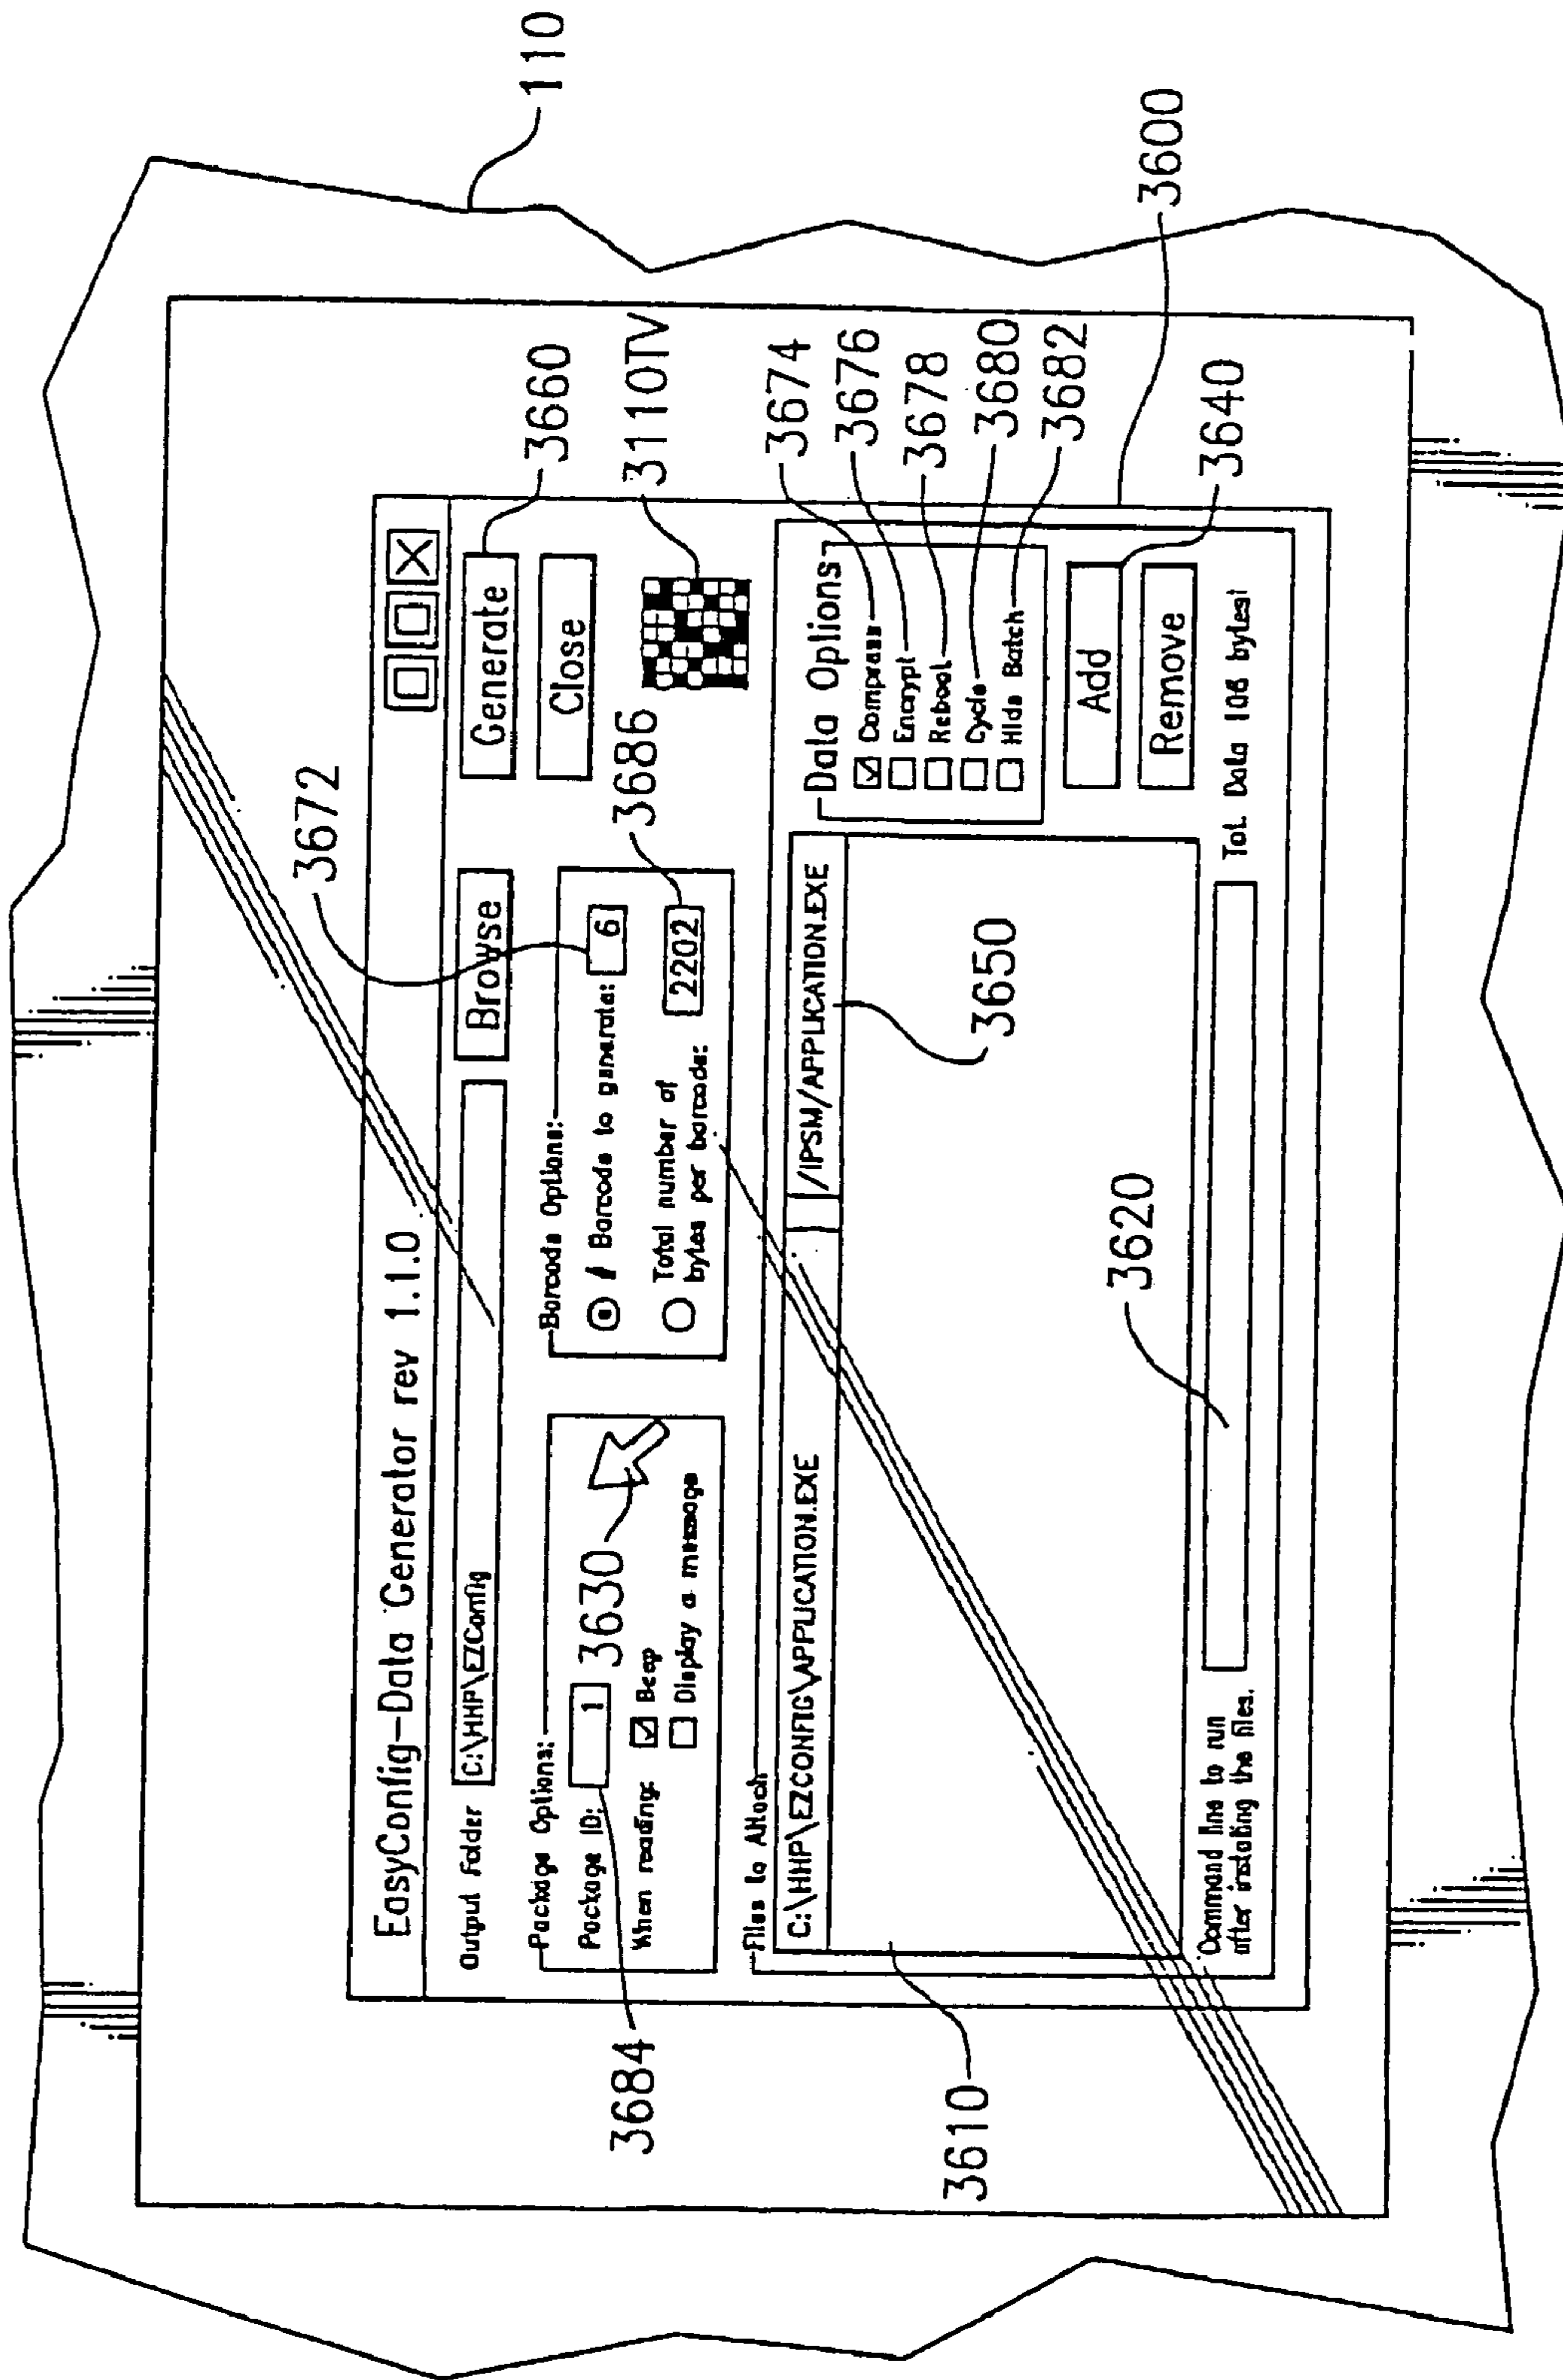 110
3672
3660
3110TV
3686
EasyConfig-Data Generator rev 1.1.0
Output Folder C:\HHP\EZConfig Browse Generate
Close
Package Options:
Package ID: 1
When reading: Beep
Display a message
3630
3684
Barcode Options:
Barcode to generate: 6
Total number of
bytes per barcode: 2202
Files to Attach
C:\HHP\EZCONFIG\APPLICATION.EXE /IPSM/APPLICATION.EXE
Data Options
Compress
Encrypt
Reboot
Cycle
Hide Batch
3674
3676
3678
3680
3682
Add
Remove
3640
3610
3650
3620
Command line to run
after instating the files.
Tot. Data 106 bytes!
3600